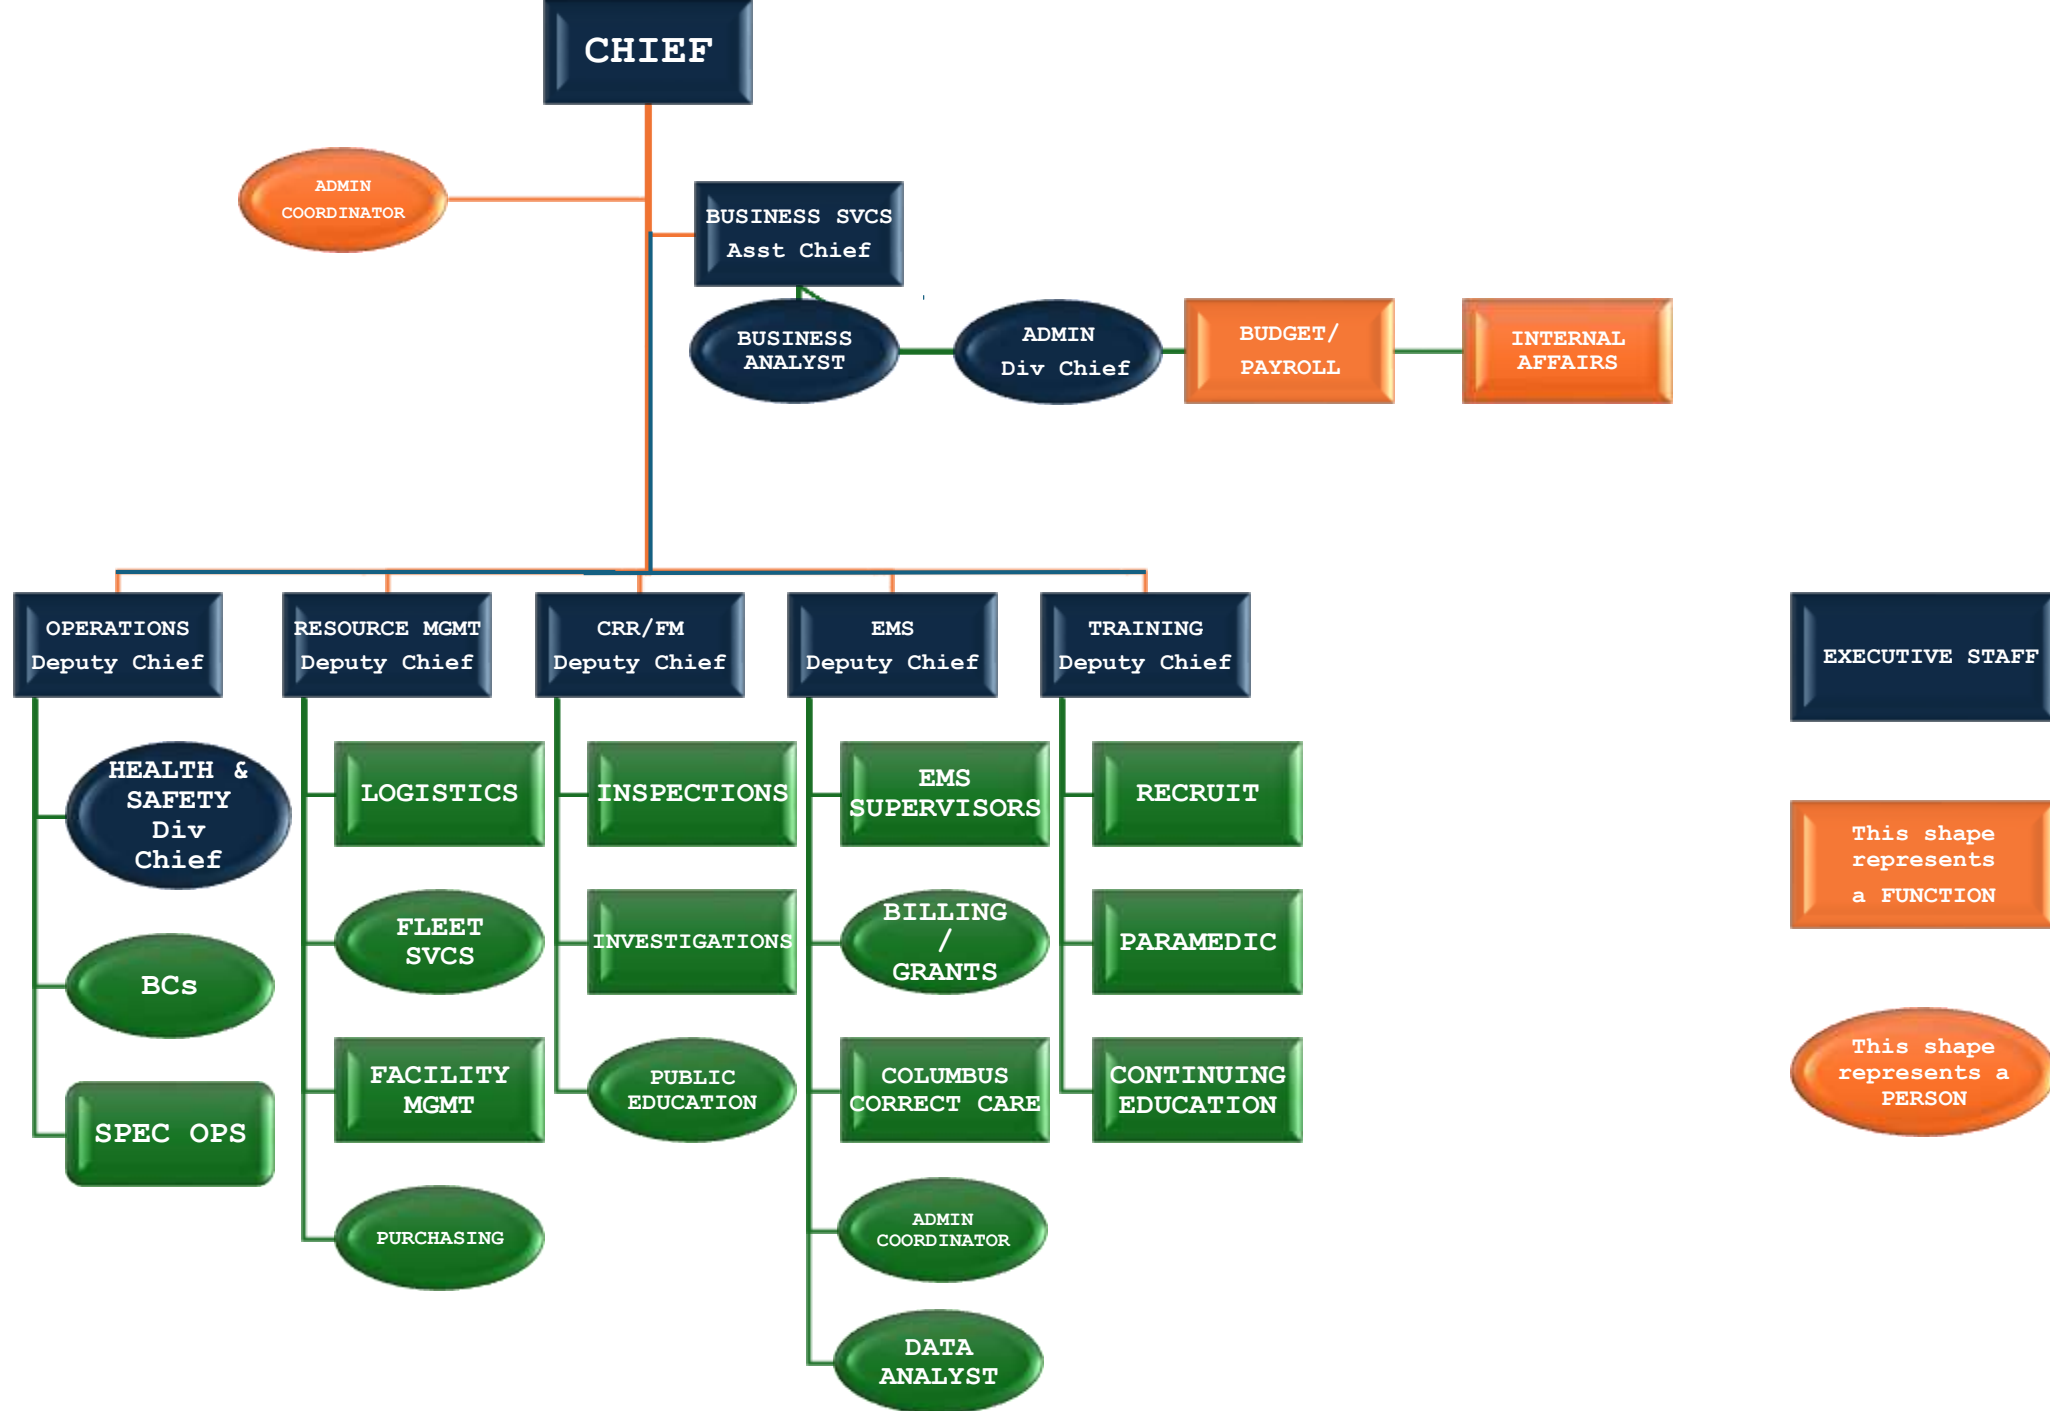 CHIEF
ADMIN
COORDINATOR
BUSINESS SVCS
Asst Chief
BUSINESS
ANALYST
ADMIN
Div Chief
BUDGET/
PAYROLL
INTERNAL
AFFAIRS
OPERATIONS
Deputy Chief
RESOURCE MGMT
Deputy Chief
CRR/FM
Deputy Chief
EMS
Deputy Chief
TRAINING
Deputy Chief
EXECUTIVE STAFF
HEALTH &
SAFETY
Div
Chief
BCs
SPEC OPS
LOGISTICS
FLEET
SVCS
FACILITY
MGMT
PURCHASING
INSPECTIONS
INVESTIGATIONS
PUBLIC
EDUCATION
EMS
SUPERVISORS
BILLING
/
GRANTS
COLUMBUS
CORRECT CARE
ADMIN
COORDINATOR
DATA
ANALYST
RECRUIT
PARAMEDIC
CONTINUING
EDUCATION
This shape
represents
a FUNCTION
This shape
represents a
PERSON